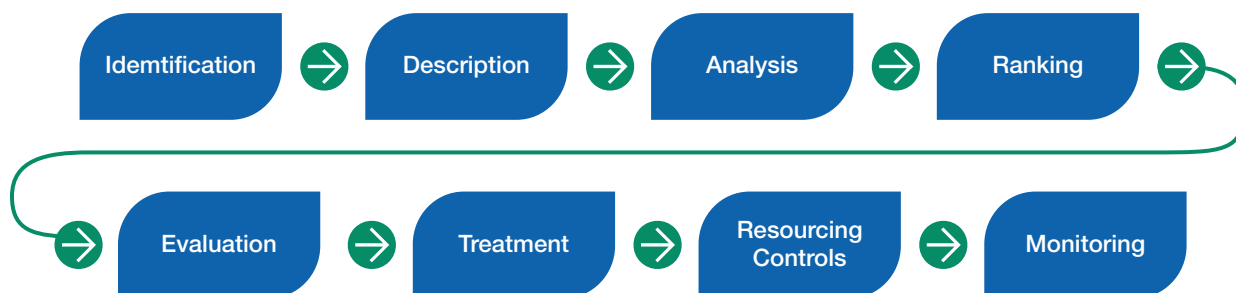 Idemtification
Description
Analysis
Ranking
Evaluation
Treatment
Resourcing
Controls
Monitoring